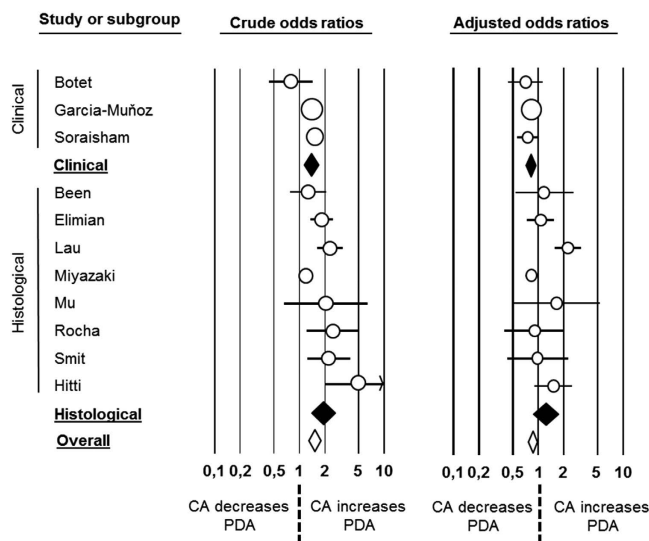 Study or subgroup Crude odds ratios Adjusted odds ratios
Clinical
Botet
Garcia-Muňoz
Soraisham
Clinical
Histological
Been
Elimian
Lau
Miyazaki
Mu
Rocha
Smit
Hitti
Histological
Overall
0,1 0,2 0,5 1 2 5 10 0,1 0,2 0,5 1 2 5 10
CA decreases CA increases CA decreases CA increases
PDA PDA PDA PDA